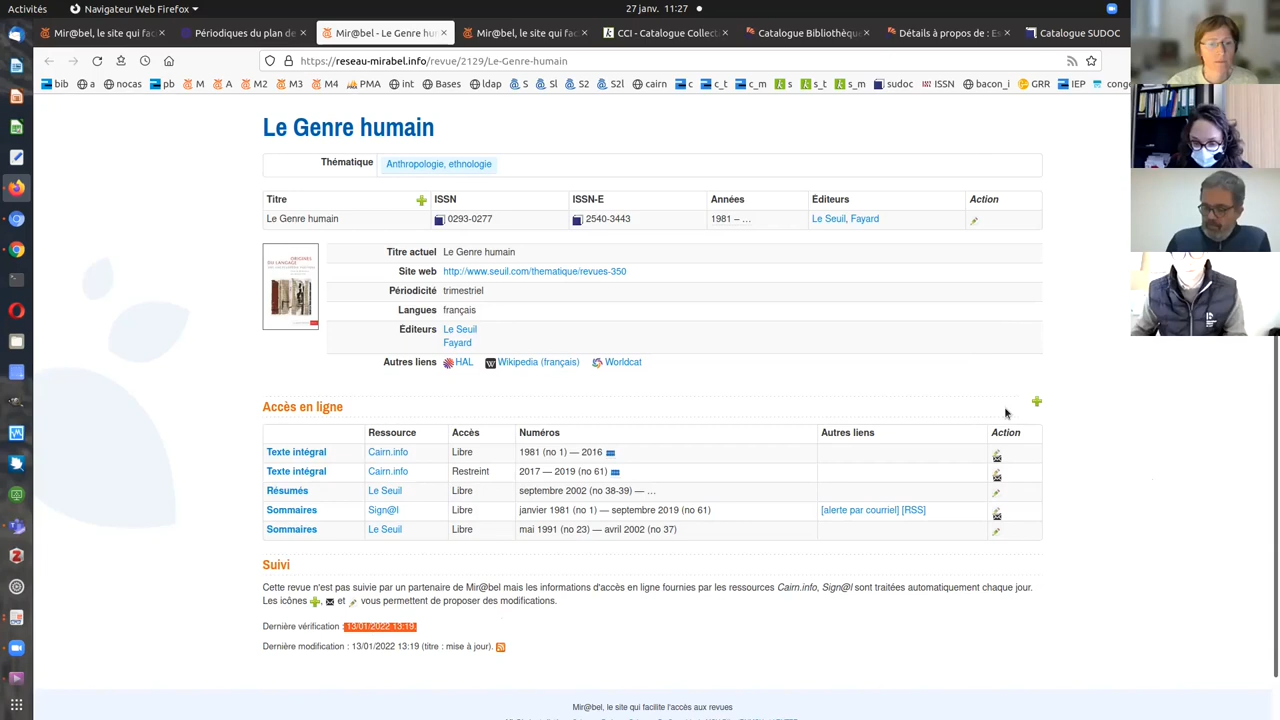 Activités
Navigateur Web Firefox
27 janv. 11:27
Mir@bel, le site qui fac
Périodiques du plan de
Mir@bel - Le Genre hum
Mir@bel, le site qui fac
CCI - Catalogue Collecti
Catalogue Bibliothèque
Détails à propos de : Es
Catalogue SUDOC
https://reseau-mirabel.info/revue/2129/Le-Genre-humain
bib a nocas pb M A M2 M3 M4 PMA int Bases ldap S Sl S2 S2l cairn c c_t c_m s s_t s_m sudoc ISSN bacon_i GRR IEP cong
Le Genre humain
Thématique Anthropologie, ethnologie
Titre ISSN ISSN-E Années Éditeurs Action
Le Genre humain 0293-0277 2540-3443 1981 – ... Le Seuil, Fayard
Titre actuel Le Genre humain
Site web http://www.seuil.com/thematique/revues-350
Périodicité trimestriel
Langues français
Éditeurs Le Seuil
Fayard
Autres liens HAL Wikipedia (français) Worldcat
Accès en ligne
Ressource Accès Numéros Autres liens Action
Texte intégral Cairn.info Libre 1981 (no 1) — 2016
Texte intégral Cairn.info Restreint 2017 — 2019 (no 61)
Résumés Le Seuil Libre septembre 2002 (no 38-39) — ...
Sommaires Sign@l Libre janvier 1981 (no 1) — septembre 2019 (no 61) [alerte par courriel] [RSS]
Sommaires Le Seuil Libre mai 1991 (no 23) — avril 2002 (no 37)
Suivi
Cette revue n'est pas suivie par un partenaire de Mir@bel mais les informations d'accès en ligne fournies par les ressources Cairn.info, Sign@l sont traitées automatiquement chaque jour.
Les icônes , et vous permettent de proposer des modifications.
Dernière vérification : 13/01/2022 13:19
Dernière modification : 13/01/2022 13:19 (titre : mise à jour).
Mir@bel, le site qui facilite l'accès aux revues